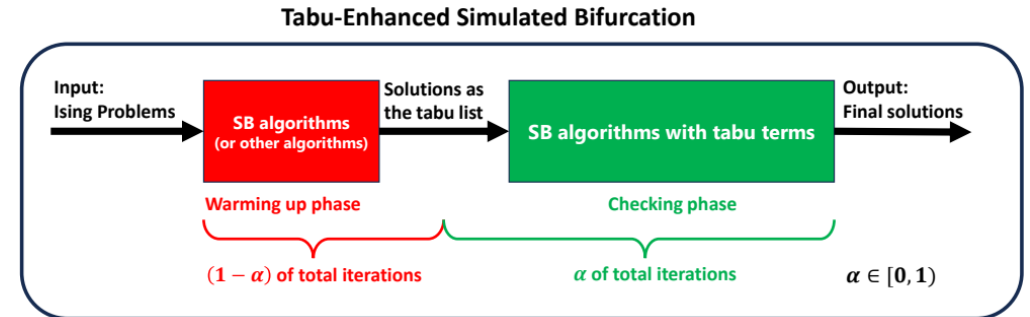 Tabu-Enhanced Simulated Bifurcation
Input:
Ising Problems
SB algorithms
(or other algorithms)
Solutions as
the tabu list
SB algorithms with tabu terms
Output:
Final solutions
Warming up phase
Checking phase
(1 − α) of total iterations
α of total iterations
α ∈ [0, 1)